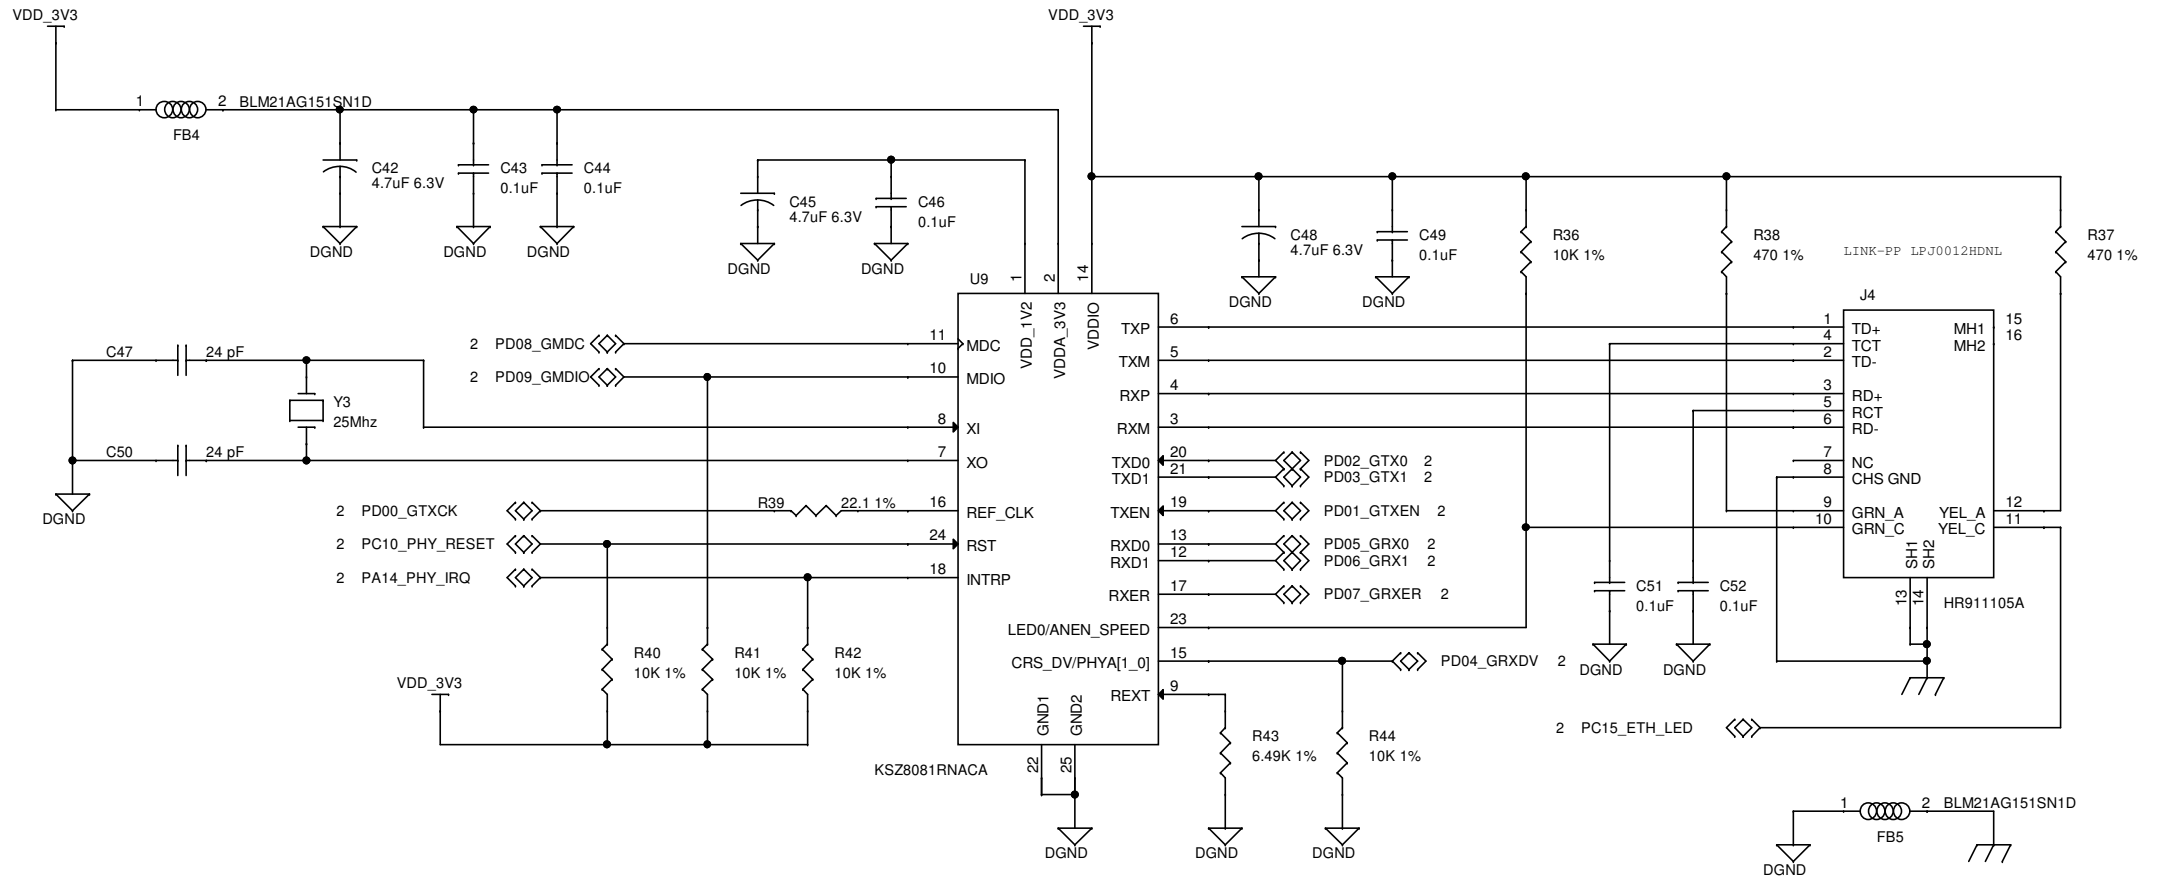 VDD_3V3
VDD_3V3
1 2 BLM21AG151SN1D
FB4
C42
4.7uF 6.3V
C43
0.1uF
C44
0.1uF
DGND
DGND
DGND
C45
4.7uF 6.3V
C46
0.1uF
DGND
DGND
C48
4.7uF 6.3V
C49
0.1uF
DGND
DGND
R36
10K 1%
R38
470 1%
R37
470 1%
LINK-PP LPJ0012HDNL
U9
1
2
14
VDD_1V2
VDDA_3V3
VDDIO
2 PD08_GMDC
11 MDC
2 PD09_GMDIO
10 MDIO
C47 24 pF
Y3
25Mhz
8 XI
C50 24 pF
7 XO
DGND
2 PD00_GTXCK
R39 22.1 1%
16 REF_CLK
2 PC10_PHY_RESET
24 RST
2 PA14_PHY_IRQ
18 INTRP
R40
10K 1%
R41
10K 1%
R42
10K 1%
VDD_3V3
KSZ8081RNACA
TXP 6
TXM 5
RXP 4
RXM 3
TXD0 20 PD02_GTX0 2
TXD1 21 PD03_GTX1 2
TXEN 19 PD01_GTXEN 2
RXD0 13 PD05_GRX0 2
RXD1 12 PD06_GRX1 2
RXER 17 PD07_GRXER 2
LED0/ANEN_SPEED 23
CRS_DV/PHYA[1_0] 15 PD04_GRXDV 2
REXT 9
GND1
GND2
22
25
DGND
R43
6.49K 1%
DGND
R44
10K 1%
DGND
J4
1 TD+
4 TCT
2 TD-
3 RD+
5 RCT
6 RD-
7 NC
8 CHS GND
9 GRN_A
10 GRN_C
MH1 15
MH2 16
YEL_A 12
YEL_C 11
SH1
SH2
13
14
HR911105A
C51
0.1uF
C52
0.1uF
DGND
DGND
2 PC15_ETH_LED
1 2 BLM21AG151SN1D
FB5
DGND